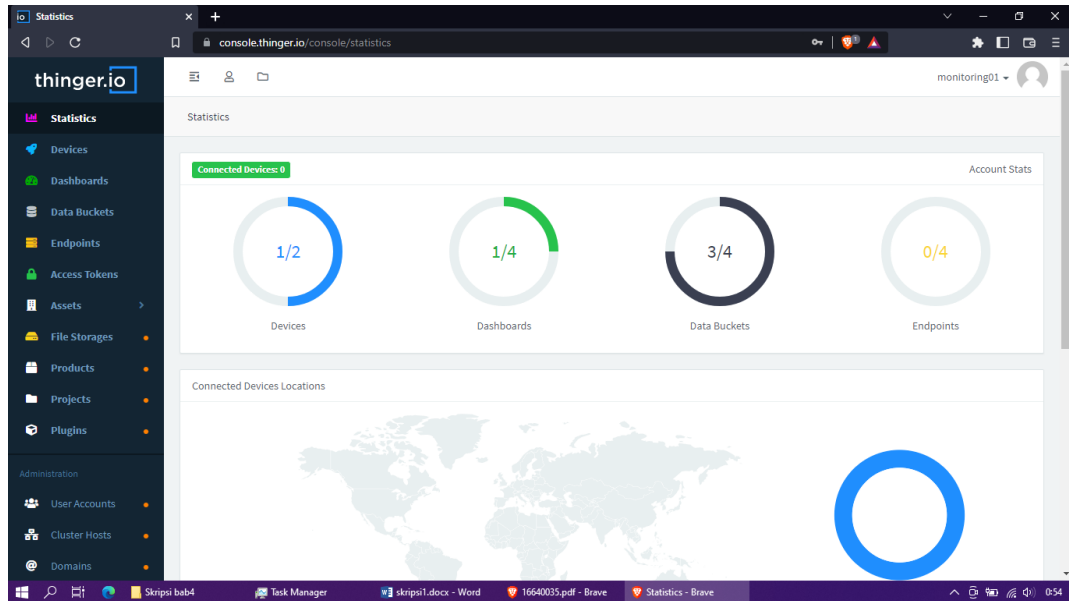 io Statistics
console.thinger.io/console/statistics
1
thinger.io
monitoring01
Statistics
Devices
Dashboards
Data Buckets
Endpoints
Access Tokens
Assets
File Storages
Products
Projects
Plugins
Administration
User Accounts
Cluster Hosts
Domains
Statistics
Connected Devices: 0
Account Stats
1/2
1/4
3/4
0/4
Devices
Dashboards
Data Buckets
Endpoints
Connected Devices Locations
Skripsi bab4
Task Manager
skripsi1.docx - Word
16640035.pdf - Brave
Statistics - Brave
0:54